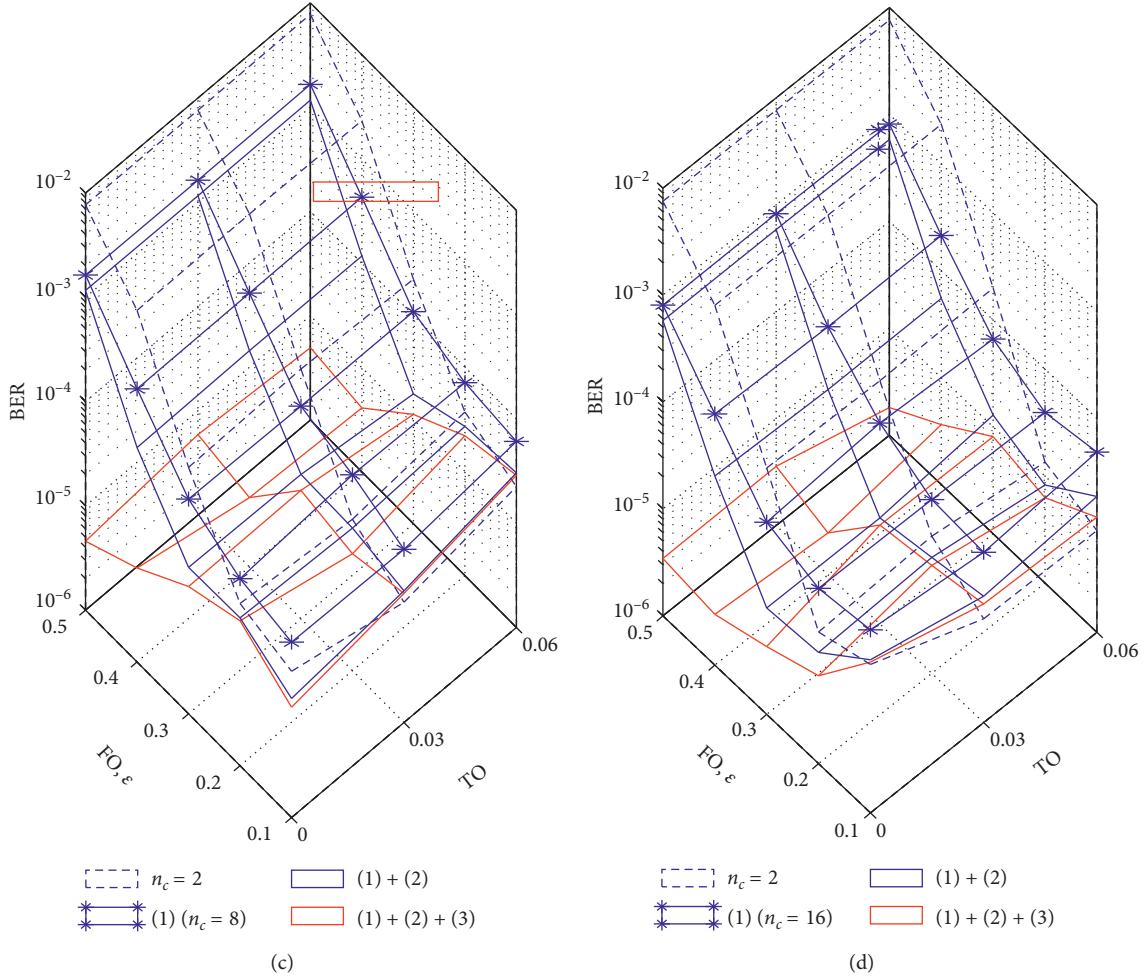 10⁻²
10⁻³
10⁻⁴
10⁻⁵
10⁻⁶
BER
0.5
0.4
0.3
0.2
0.1
FO, ε
0
0.03
0.06
TO
n_c = 2
(1) + (2)
(1) (n_c = 8)
(1) + (2) + (3)
(c)
10⁻²
10⁻³
10⁻⁴
10⁻⁵
10⁻⁶
BER
0.5
0.4
0.3
0.2
0.1
FO, ε
0
0.03
0.06
TO
n_c = 2
(1) + (2)
(1) (n_c = 16)
(1) + (2) + (3)
(d)